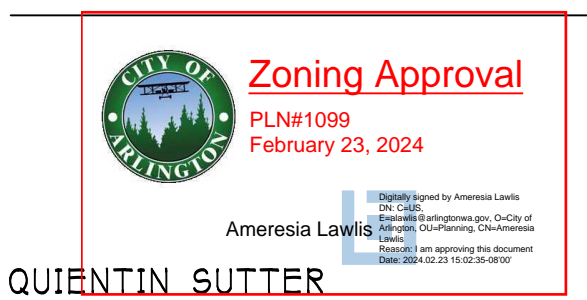 CITY OF
ARLINGTON
Zoning Approval
PLN#1099
February 23, 2024
Ameresia Lawlis
Digitally signed by Ameresia Lawlis
DN: C=US,
E=alawlis@arlingtonwa.gov, O=City of
Arlington, OU=Planning, CN=Ameresia
Lawlis
Reason: I am approving this document
Date: 2024.02.23 15:02:35-08'00'
QUIENTIN SUTTER